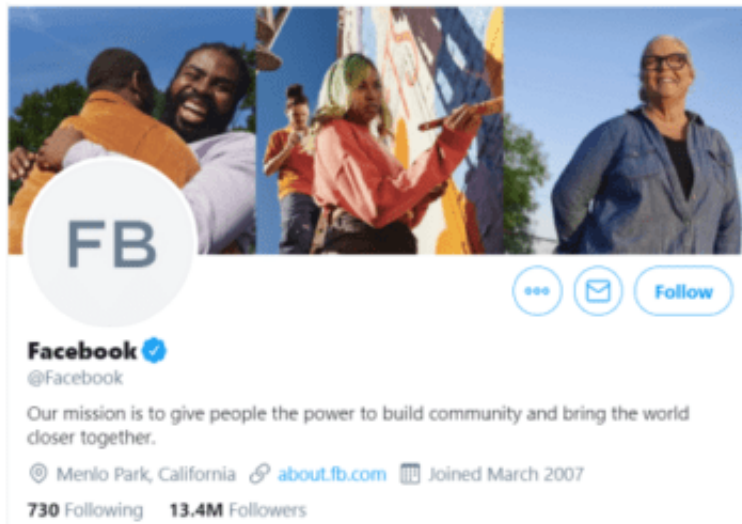 FB
Follow
Facebook
@Facebook
Our mission is to give people the power to build community and bring the world
closer together.
Menlo Park, California about.fb.com Joined March 2007
730 Following 13.4M Followers